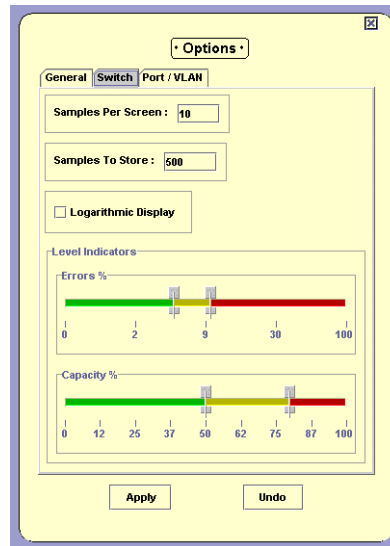 · Options ·
General Switch Port / VLAN
Samples Per Screen : 10
Samples To Store : 500
Logarithmic Display
Level Indicators
Errors %
0 2 9 30 100
Capacity %
0 12 25 37 50 62 75 87 100
Apply Undo